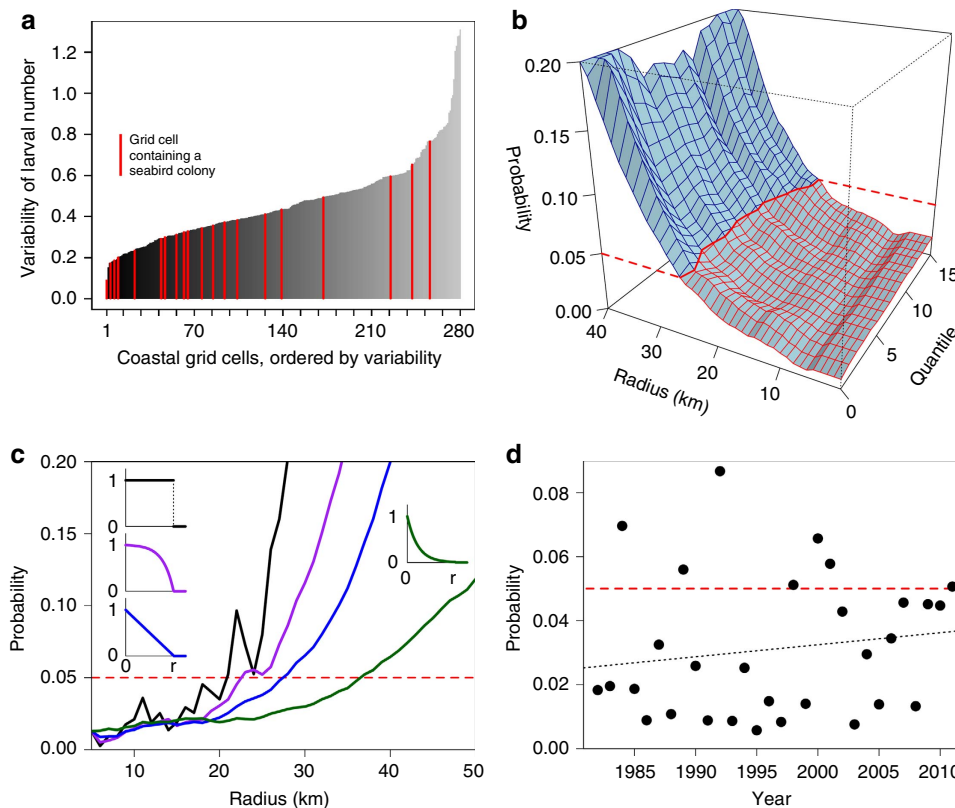 a
Variability of larval number
1.2
1.0
0.8
0.6
0.4
0.2
0.0
Grid cell
containing a
seabird colony
1 70 140 210 280
Coastal grid cells, ordered by variability
b
Probability
0.20
0.15
0.10
0.05
0.00
40 30 20 10
Radius (km)
0 5 10 15
Quantile
c
Probability
0.20
0.15
0.10
0.05
0.00
1
0
1
0
1
0
0 r
1
0
0 r
10 20 30 40 50
Radius (km)
d
Probability
0.08
0.06
0.04
0.02
0.00
1985 1990 1995 2000 2005 2010
Year